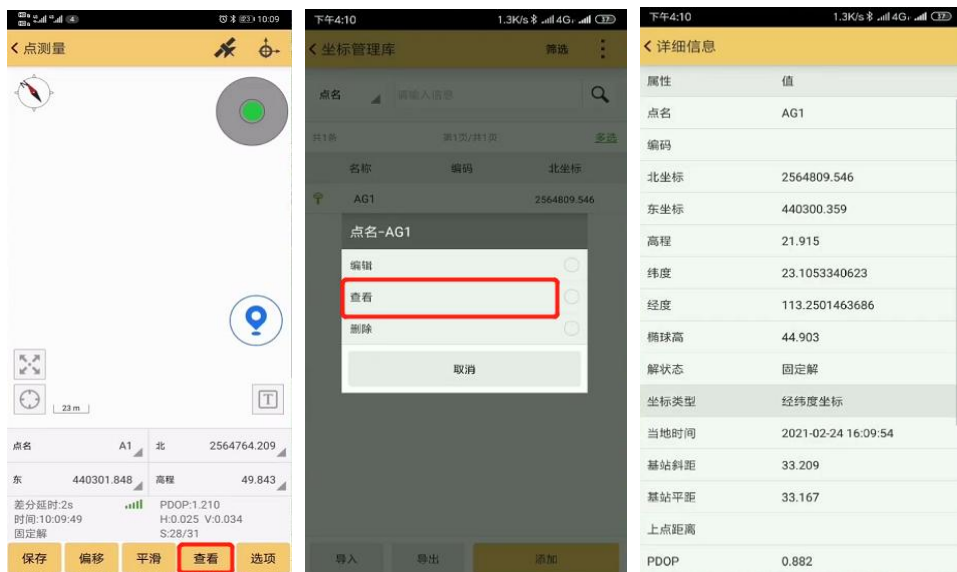 10:09
点测量
23 m
点名 A1 北 2564764.209
东 440301.848 高程 49.843
差分延时:2s PDOP:1.210
时间:10:09:49 H:0.025 V:0.034
固定解 S:28/31
保存 偏移 平滑 查看 选项
下午4:10 1.3K/s 4G
坐标管理库 筛选
点名 请输入信息
共1条 第1页/共1页 多选
名称 编码 北坐标
AG1 2564809.546
点名-AG1
编辑
查看
删除
取消
导入 导出 添加
下午4:10 1.3K/s 4G
详细信息
属性 值
点名 AG1
编码
北坐标 2564809.546
东坐标 440300.359
高程 21.915
纬度 23.1053340623
经度 113.2501463686
椭球高 44.903
解状态 固定解
坐标类型 经纬度坐标
当地时间 2021-02-24 16:09:54
基站斜距 33.209
基站平距 33.167
上点距离
PDOP 0.882